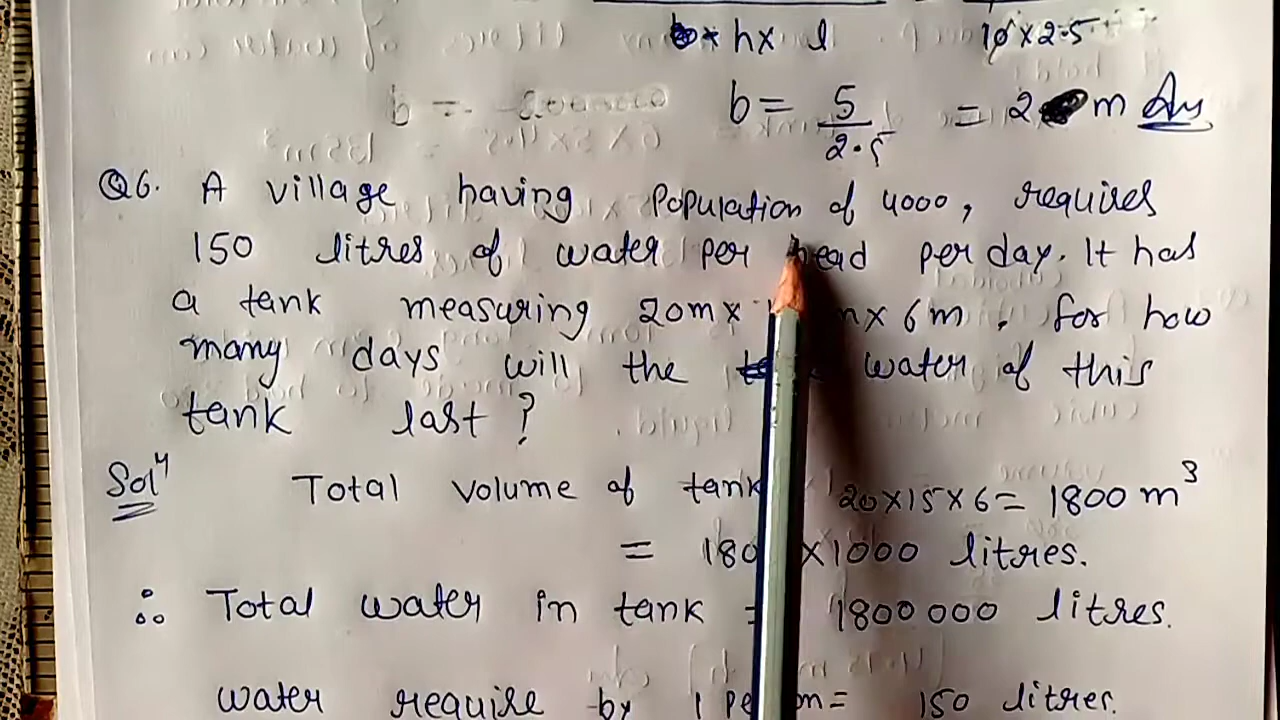 b × h × l 10 × 2.5
b = 5/2.5 = 2 m Ans
Q6. A village having Population of 4000, requires
150 litres of water per head per day. It has
a tank measuring 20m × m × 6m. for how
many days will the water of this
tank last?
Solⁿ Total volume of tank 20×15×6 = 1800 m³
= 180 ×1000 litres.
∴ Total water in tank = 1800000 litres.
water require by 1 person = 150 litres.